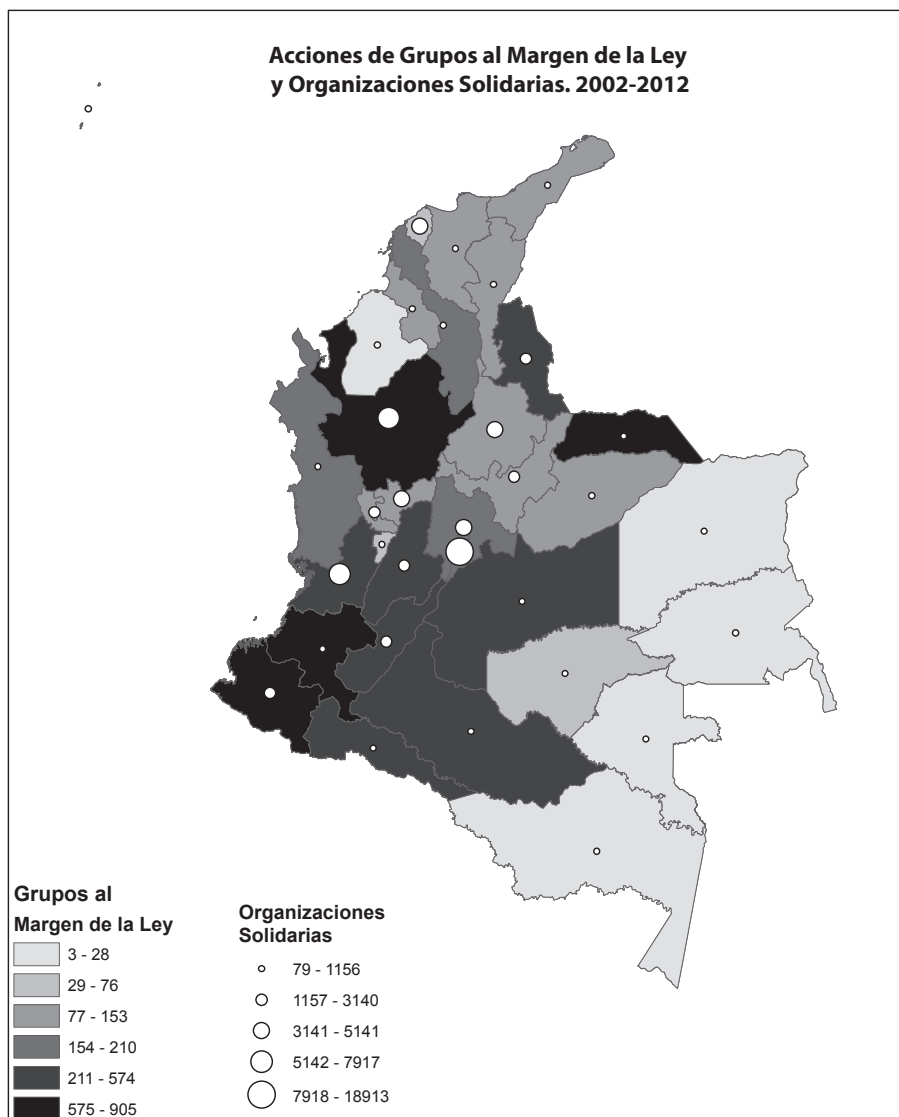 Acciones de Grupos al Margen de la Ley
y Organizaciones Solidarias. 2002-2012
Grupos al
Margen de la Ley
3 - 28
29 - 76
77 - 153
154 - 210
211 - 574
575 - 905
Organizaciones
Solidarias
79 - 1156
1157 - 3140
3141 - 5141
5142 - 7917
7918 - 18913